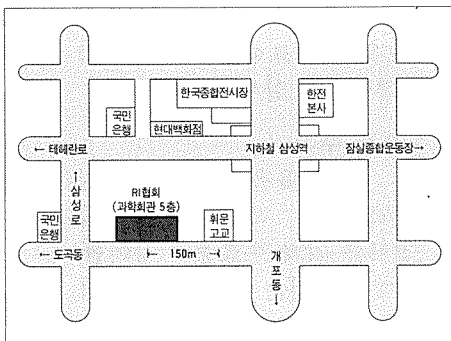 한국종합전시장
한전
본사
국민
은행
현대백화점
← 테헤란로
지하철 삼성역
잠실종합운동장→
←삼성로
RI협회
(과학회관 5층)
국민
은행
휘문
고교
← 도곡동
150m
개포동→